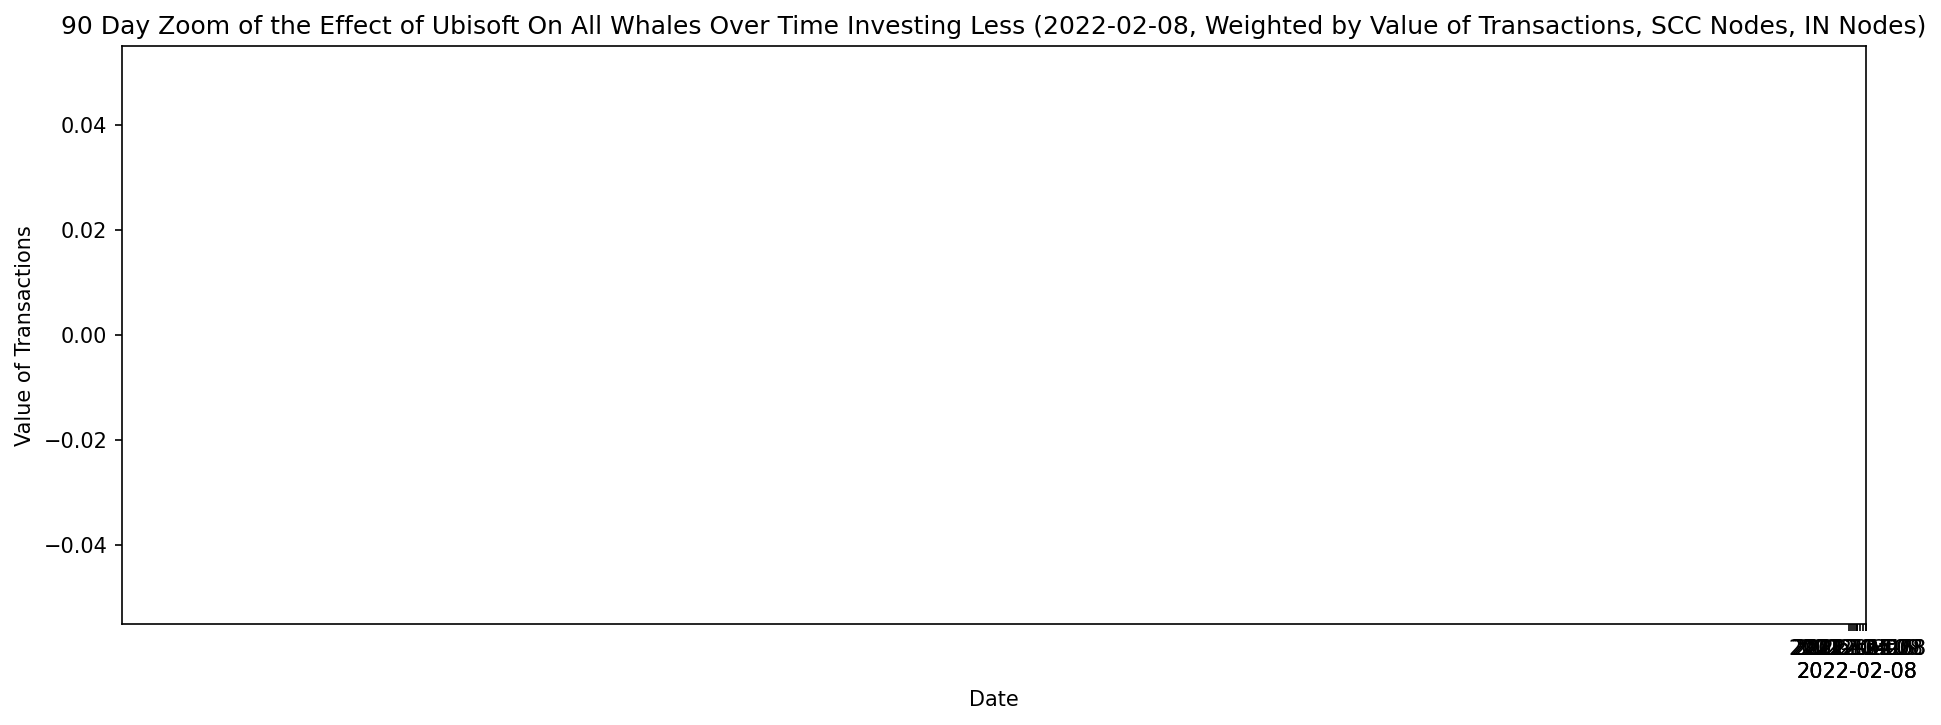 90 Day Zoom of the Effect of Ubisoft On All Whales Over Time Investing Less (2022-02-08, Weighted by Value of Transactions, SCC Nodes, IN Nodes)
0.04
0.02
0.00
−0.02
−0.04
Value of Transactions
2022-02-08
Date